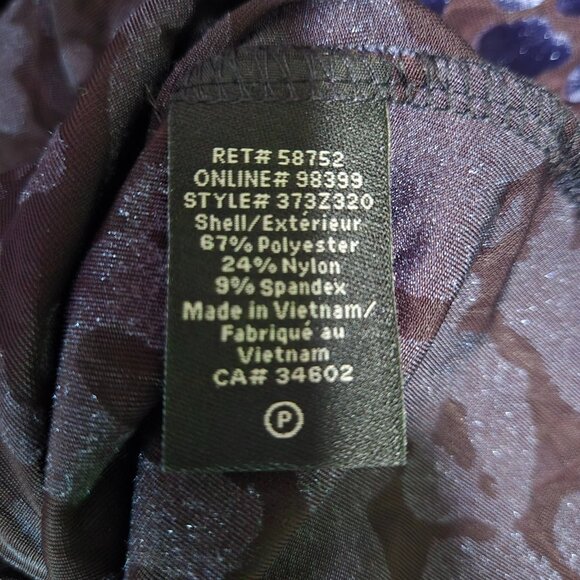 RET# 58752
ONLINE# 98399
STYLE# 373Z320
Shell/Extérieur
67% Polyester
24% Nylon
9% Spandex
Made in Vietnam/
Fabriqué au
Vietnam
CA# 34602
P